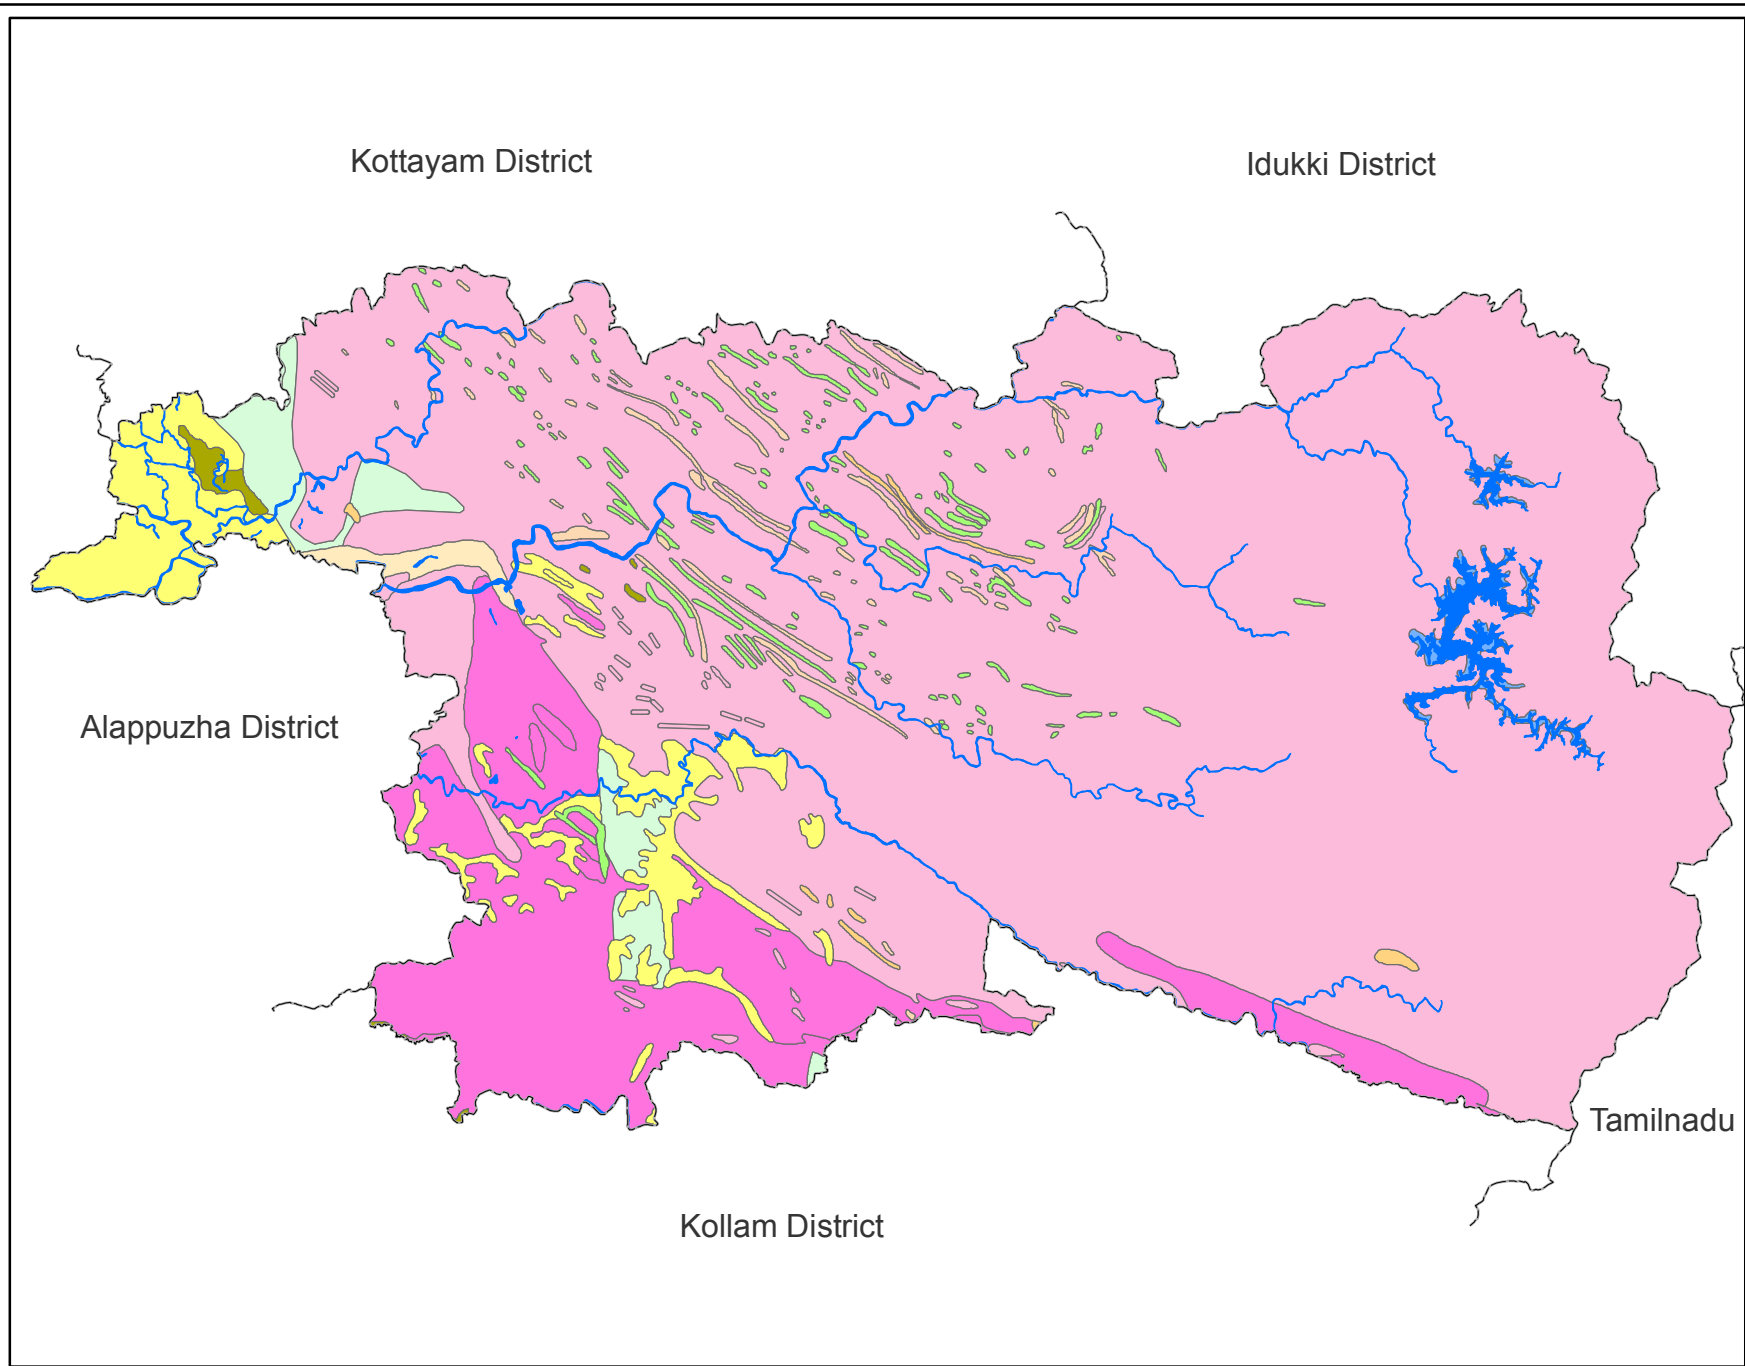 Kottayam District
Idukki District
Alappuzha District
Tamilnadu
Kollam District